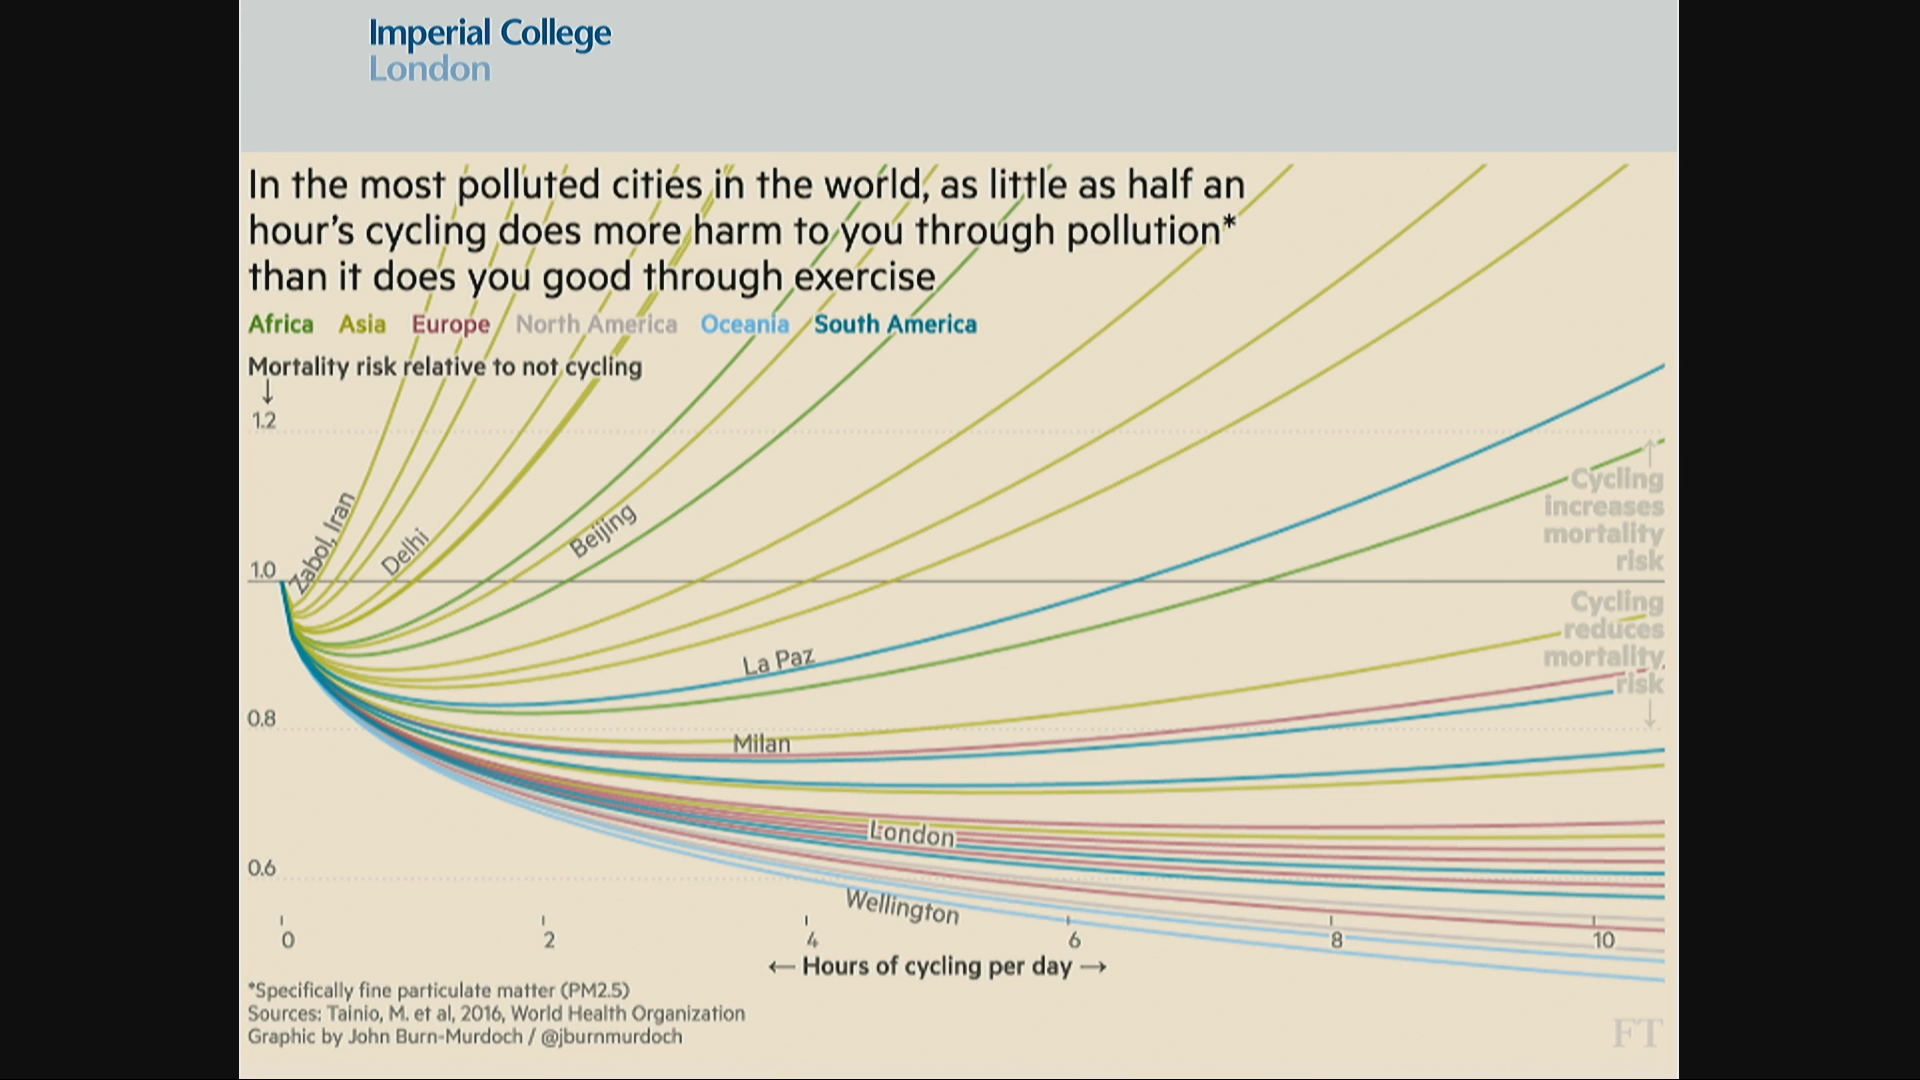 Imperial College
London
In the most polluted cities in the world, as little as half an
hour's cycling does more harm to you through pollution*
than it does you good through exercise
Africa Asia Europe North America Oceania South America
Mortality risk relative to not cycling
↓
1.2
Zabol, Iran
Delhi
Beijing
↑
Cycling
increases
mortality
risk
1.0
Cycling
reduces
mortality
risk
↓
La Paz
0.8
Milan
London
0.6
Wellington
0 2 4 6 8 10
← Hours of cycling per day →
*Specifically fine particulate matter (PM2.5)
Sources: Tainio, M. et al, 2016, World Health Organization
Graphic by John Burn-Murdoch / @jburnmurdoch
FT